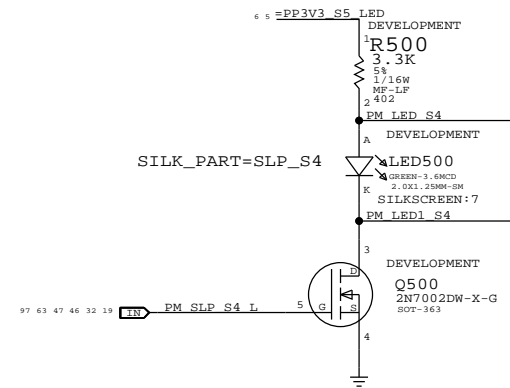 6 5 =PP3V3_S5_LED
DEVELOPMENT
1
R500
3.3K
5%
1/16W
MF-LF
402
2
PM_LED_S4
A
DEVELOPMENT
SILK_PART=SLP_S4
LED500
GREEN-3.6MCD
2.0X1.25MM-SM
K
SILKSCREEN:7
PM_LED1_S4
3
DEVELOPMENT
D
Q500
2N7002DW-X-G
SOT-363
97 63 47 46 32 19 IN PM_SLP_S4_L 5 G S
4